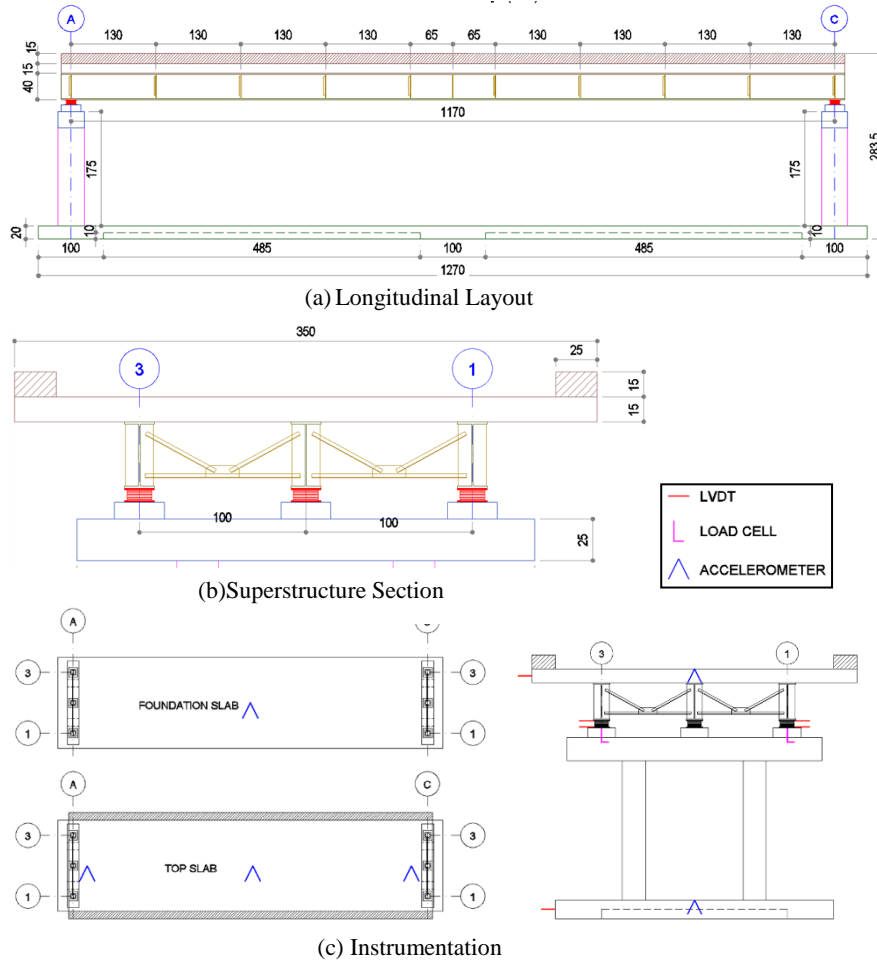 A C
130 130 130 130 65 65 130 130 130 130
15
15
40
1170
175 175
283.5
20 10 10
100 485 100 485 100
1270
(a) Longitudinal Layout
350
25
3 1
15
15
100 100
25
(b)Superstructure Section
LVDT
LOAD CELL
ACCELEROMETER
A
3 3
FOUNDATION SLAB
1 1
A C
3 3
TOP SLAB
1 1
3 1
(c) Instrumentation